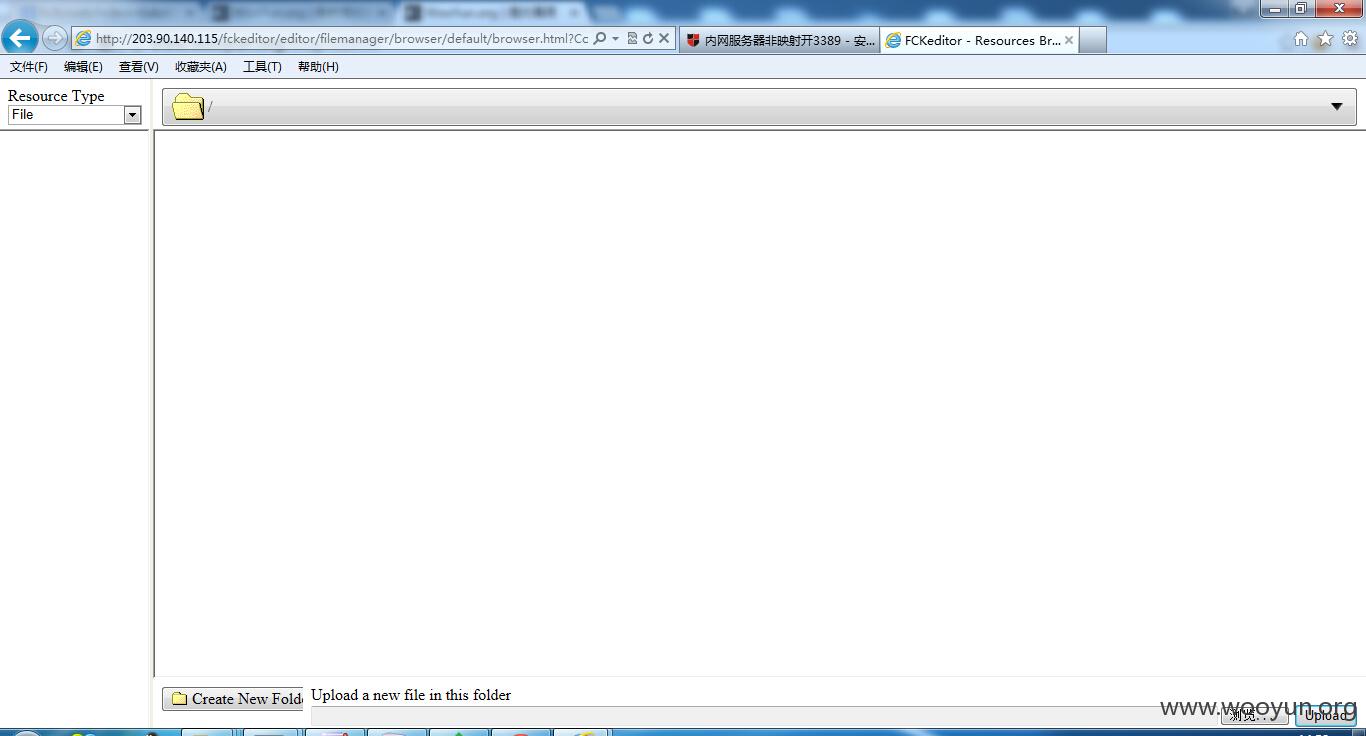 http://203.90.140.115/fckeditor/editor/filemanager/browser/default/browser.html?Cc
内网服务器非映射开3389 - 安...
FCKeditor - Resources Br...
文件(F) 编辑(E) 查看(V) 收藏夹(A) 工具(T) 帮助(H)
Resource Type
File
/
Create New Folde
Upload a new file in this folder
浏览...
Upload
www.wooyun.org